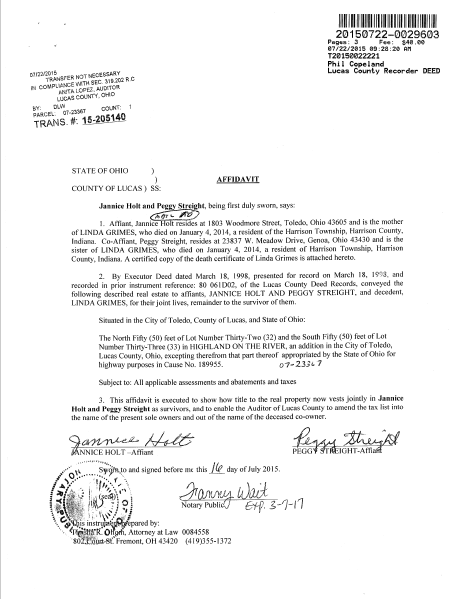 20150722-0029603
Pages: 3 Fee: $40.00
07/22/2015 09:28:20 AM
T20150022221
Phil Copeland
Lucas County Recorder DEED
07/22/2015
TRANSFER NOT NECESSARY
IN COMPLIANCE WITH SEC. 319.202 R.C
ANITA LOPEZ, AUDITOR
LUCAS COUNTY, OHIO
BY: DLW COUNT: 1
PARCEL: 07-23367
TRANS. #: 15-205140
STATE OF OHIO )
) AFFIDAVIT
COUNTY OF LUCAS ) SS:
Jannice Holt and Peggy Streight, being first duly sworn, says:
1. Affiant, Jannice Holt resides at 1803 Woodmore Street, Toledo, Ohio 43605 and is the mother
of LINDA GRIMES, who died on January 4, 2014, a resident of the Harrison Township, Harrison County,
Indiana. Co-Affiant, Peggy Streight, resides at 23837 W. Meadow Drive, Genoa, Ohio 43430 and is the
sister of LINDA GRIMES, who died on January 4, 2014, a resident of Harrison Township, Harrison
County, Indiana. A certified copy of the death certificate of Linda Grimes is attached hereto.
2. By Executor Deed dated March 18, 1998, presented for record on March 18, 1998, and
recorded in prior instrument reference: 80 061D02, of the Lucas County Deed Records, conveyed the
following described real estate to affiants, JANNICE HOLT AND PEGGY STREIGHT, and decedent,
LINDA GRIMES, for their joint lives, remainder to the survivor of them.
Situated in the City of Toledo, County of Lucas, and State of Ohio:
The North Fifty (50) feet of Lot Number Thirty-Two (32) and the South Fifty (50) feet of Lot
Number Thirty-Three (33) in HIGHLAND ON THE RIVER, an addition in the City of Toledo,
Lucas County, Ohio, excepting therefrom that part thereof appropriated by the State of Ohio for
highway purposes in Cause No. 189955. 07-23367
Subject to: All applicable assessments and abatements and taxes
3. This affidavit is executed to show how title to the real property now vests jointly in Jannice
Holt and Peggy Streight as survivors, and to enable the Auditor of Lucas County to amend the tax list into
the name of the present sole owners and out of the name of the deceased co-owner.
Jannice Holt Peggy Streight
JANNICE HOLT -Affiant PEGGY STREIGHT-Affiant
Sworn to and signed before me this 16 day of July 2015.
(seal) Wait
Notary Public Exp. 3-7-17
This instrument prepared by:
R. Attorney at Law 0084558
802 Court St. Fremont, OH 43420 (419)355-1372